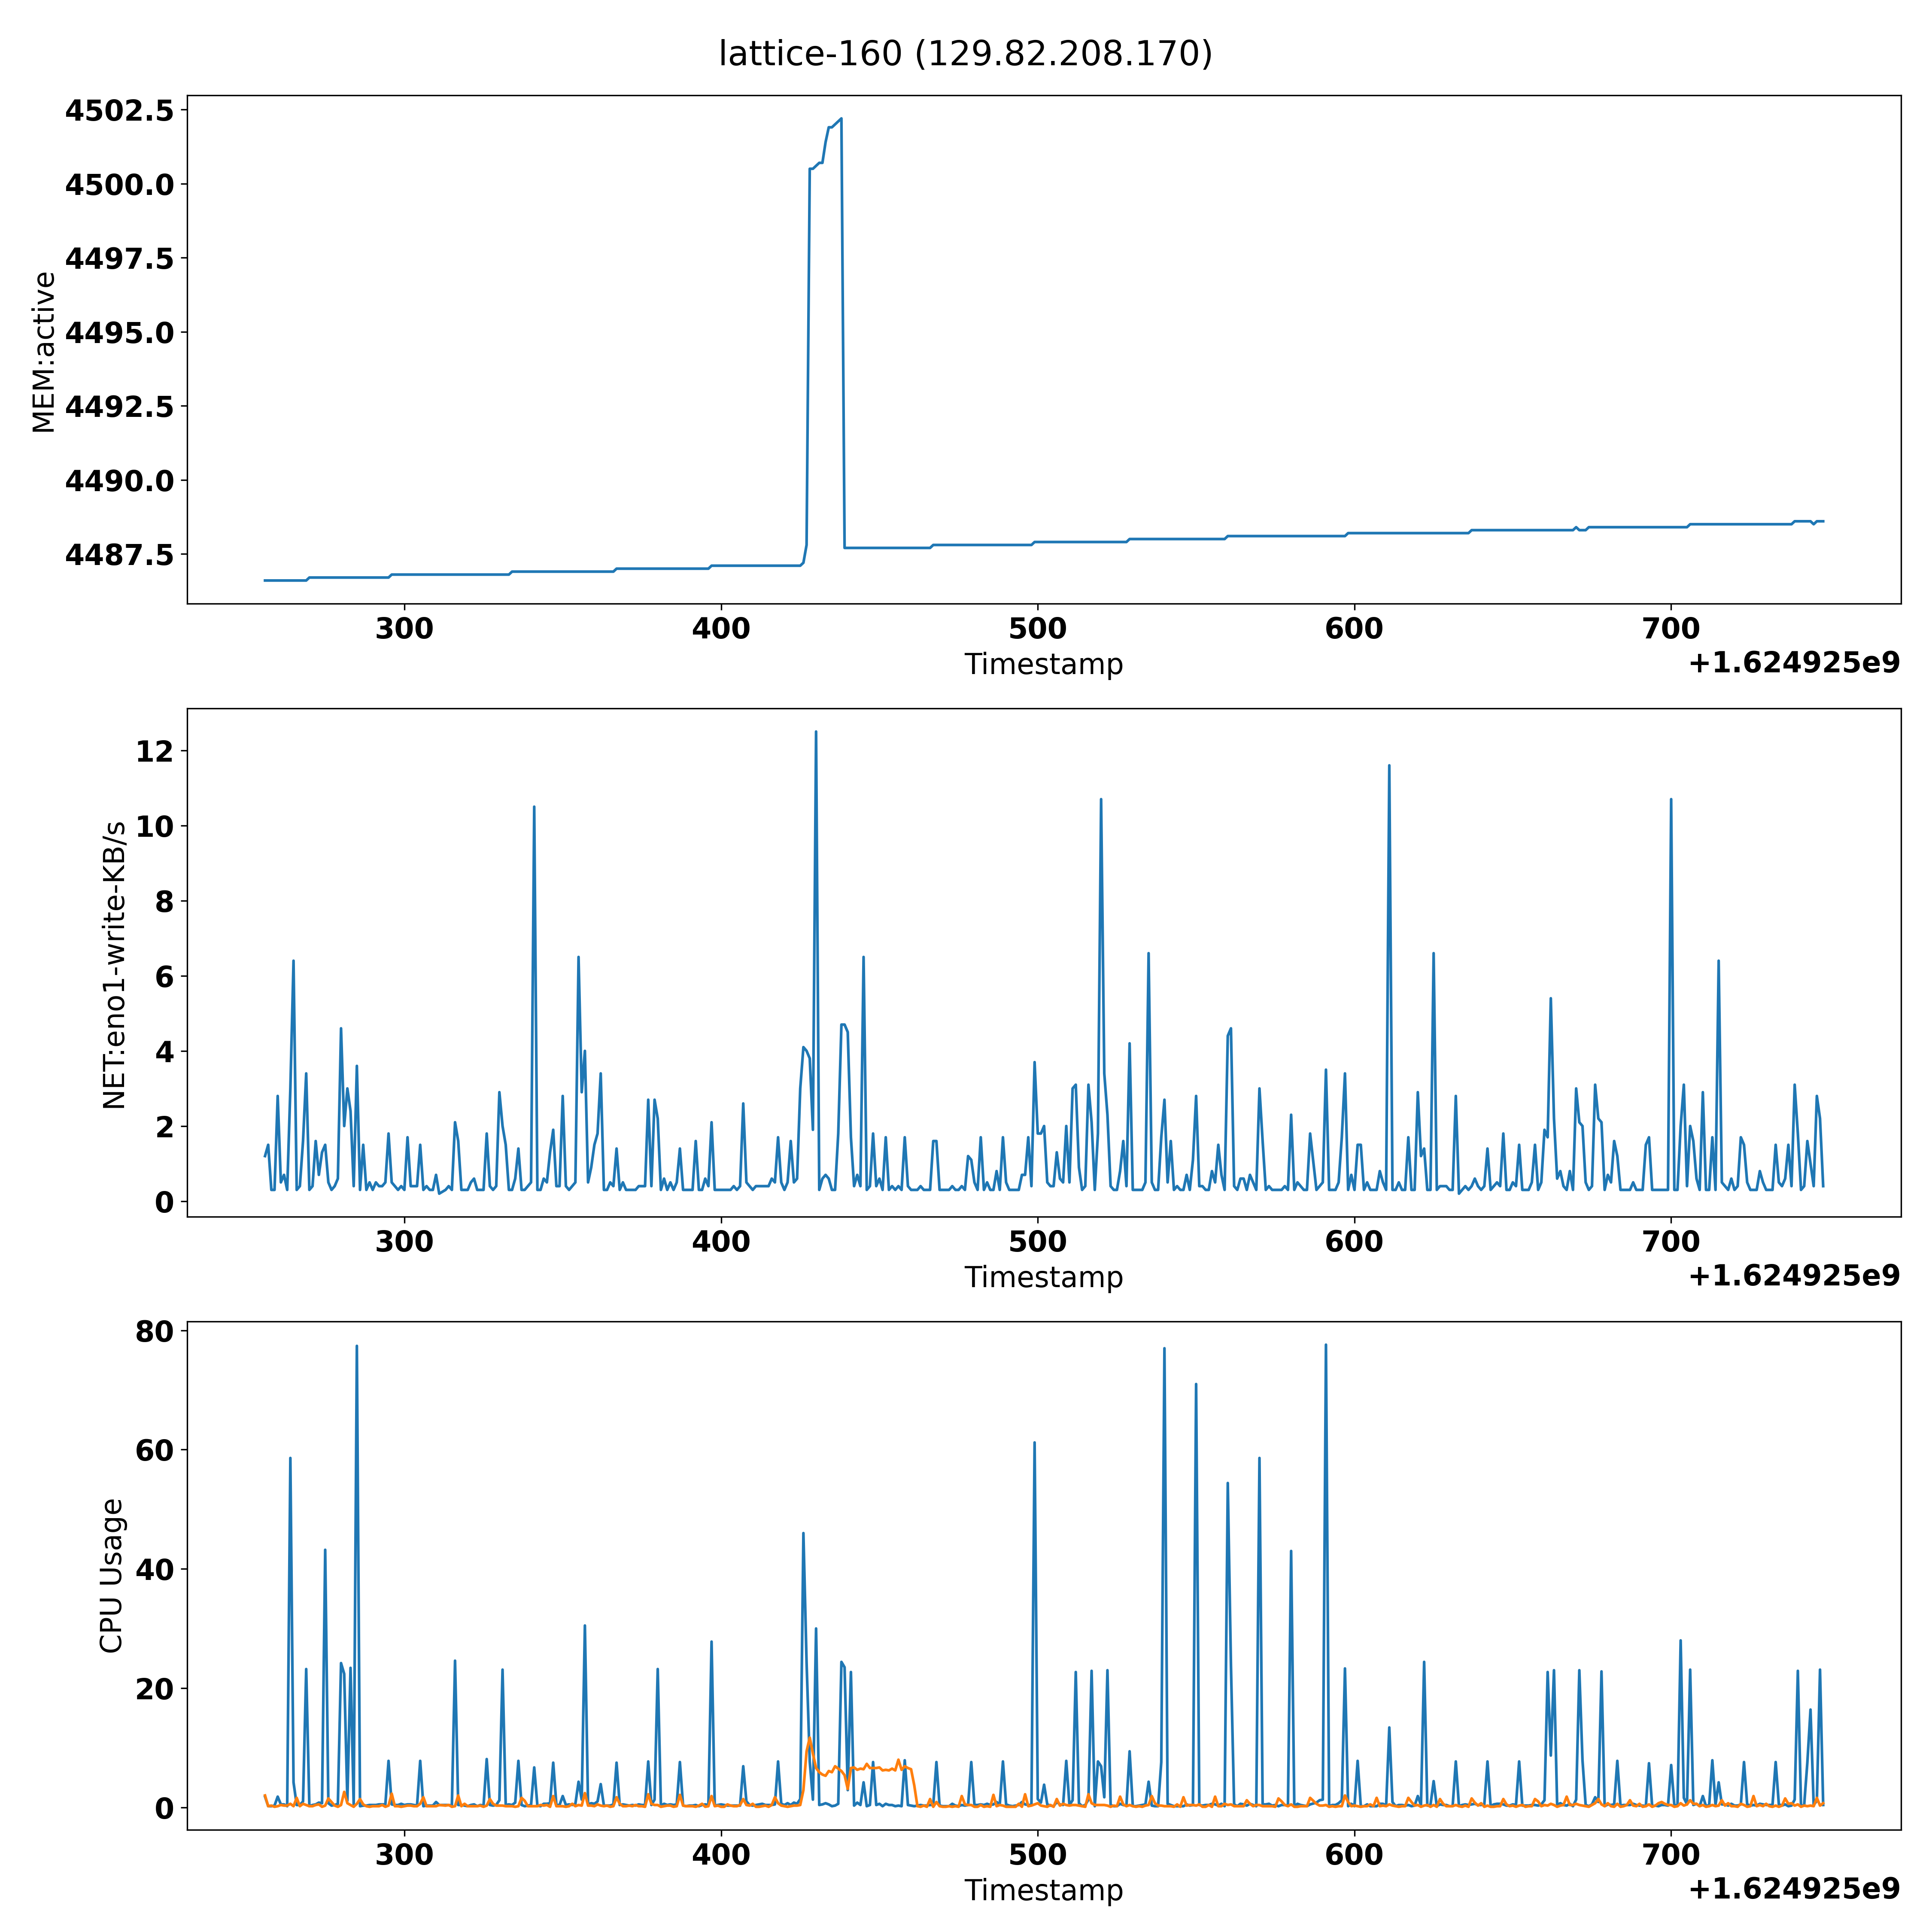 lattice-160 (129.82.208.170)
4502.5
4500.0
4497.5
4495.0
4492.5
4490.0
4487.5
MEM:active
300 400 500 600 700
Timestamp
+1.624925e9
12
10
8
6
4
2
0
NET:eno1-write-KB/s
300 400 500 600 700
Timestamp
+1.624925e9
80
60
40
20
0
CPU Usage
300 400 500 600 700
Timestamp
+1.624925e9